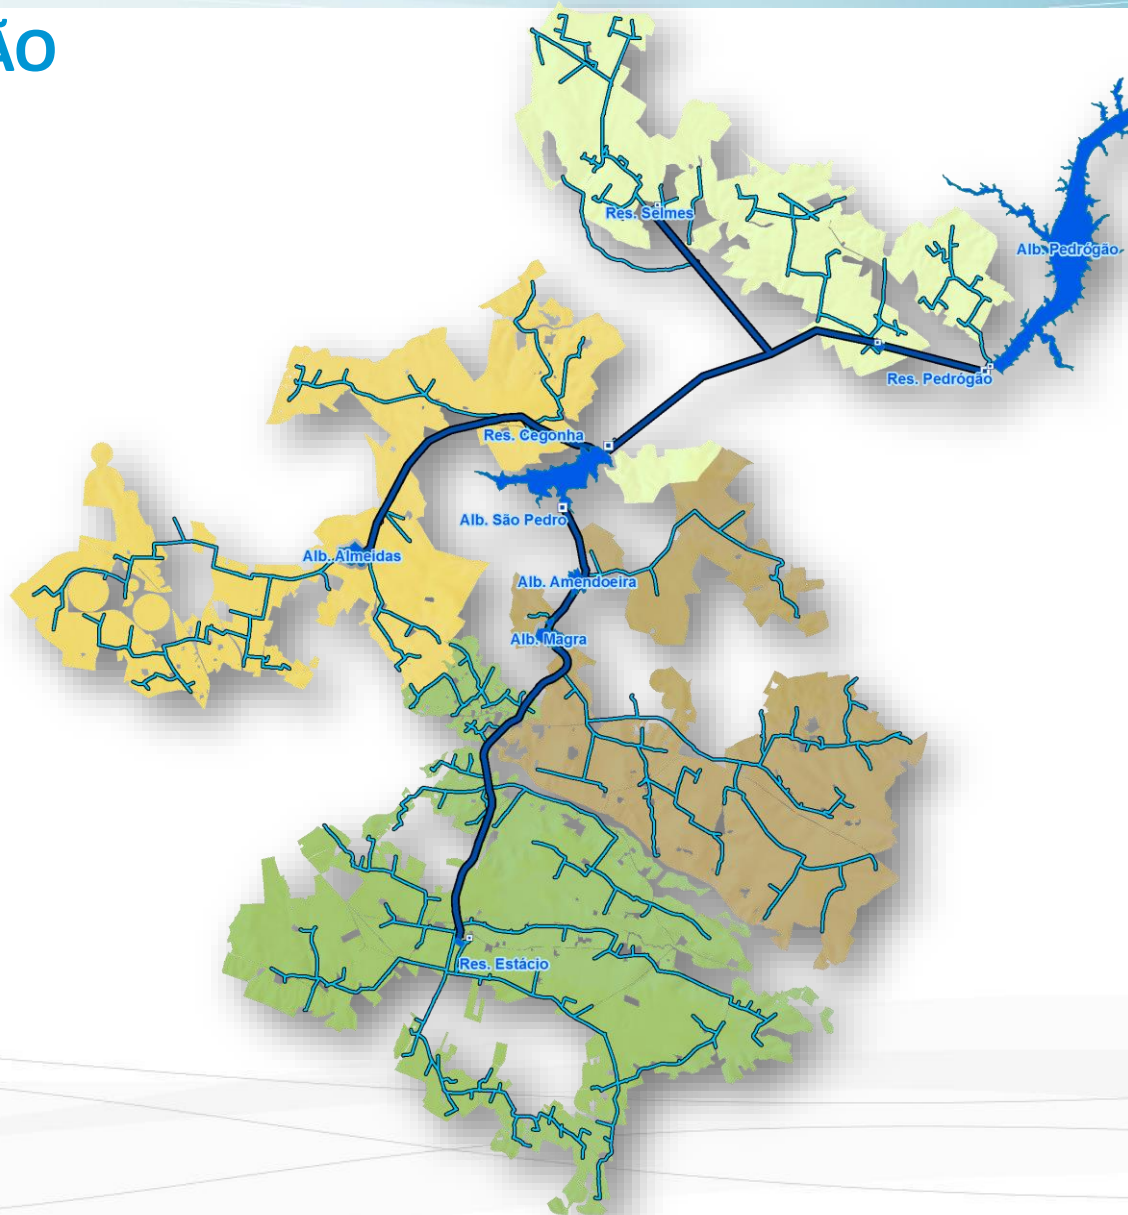 ÃO
Res. Selmes
Alb. Pedrógão
Res. Pedrógão
Res. Cegonha
Alb. São Pedro
Alb. Almeidas
Alb. Amendoeira
Alb. Magra
Res. Estácio